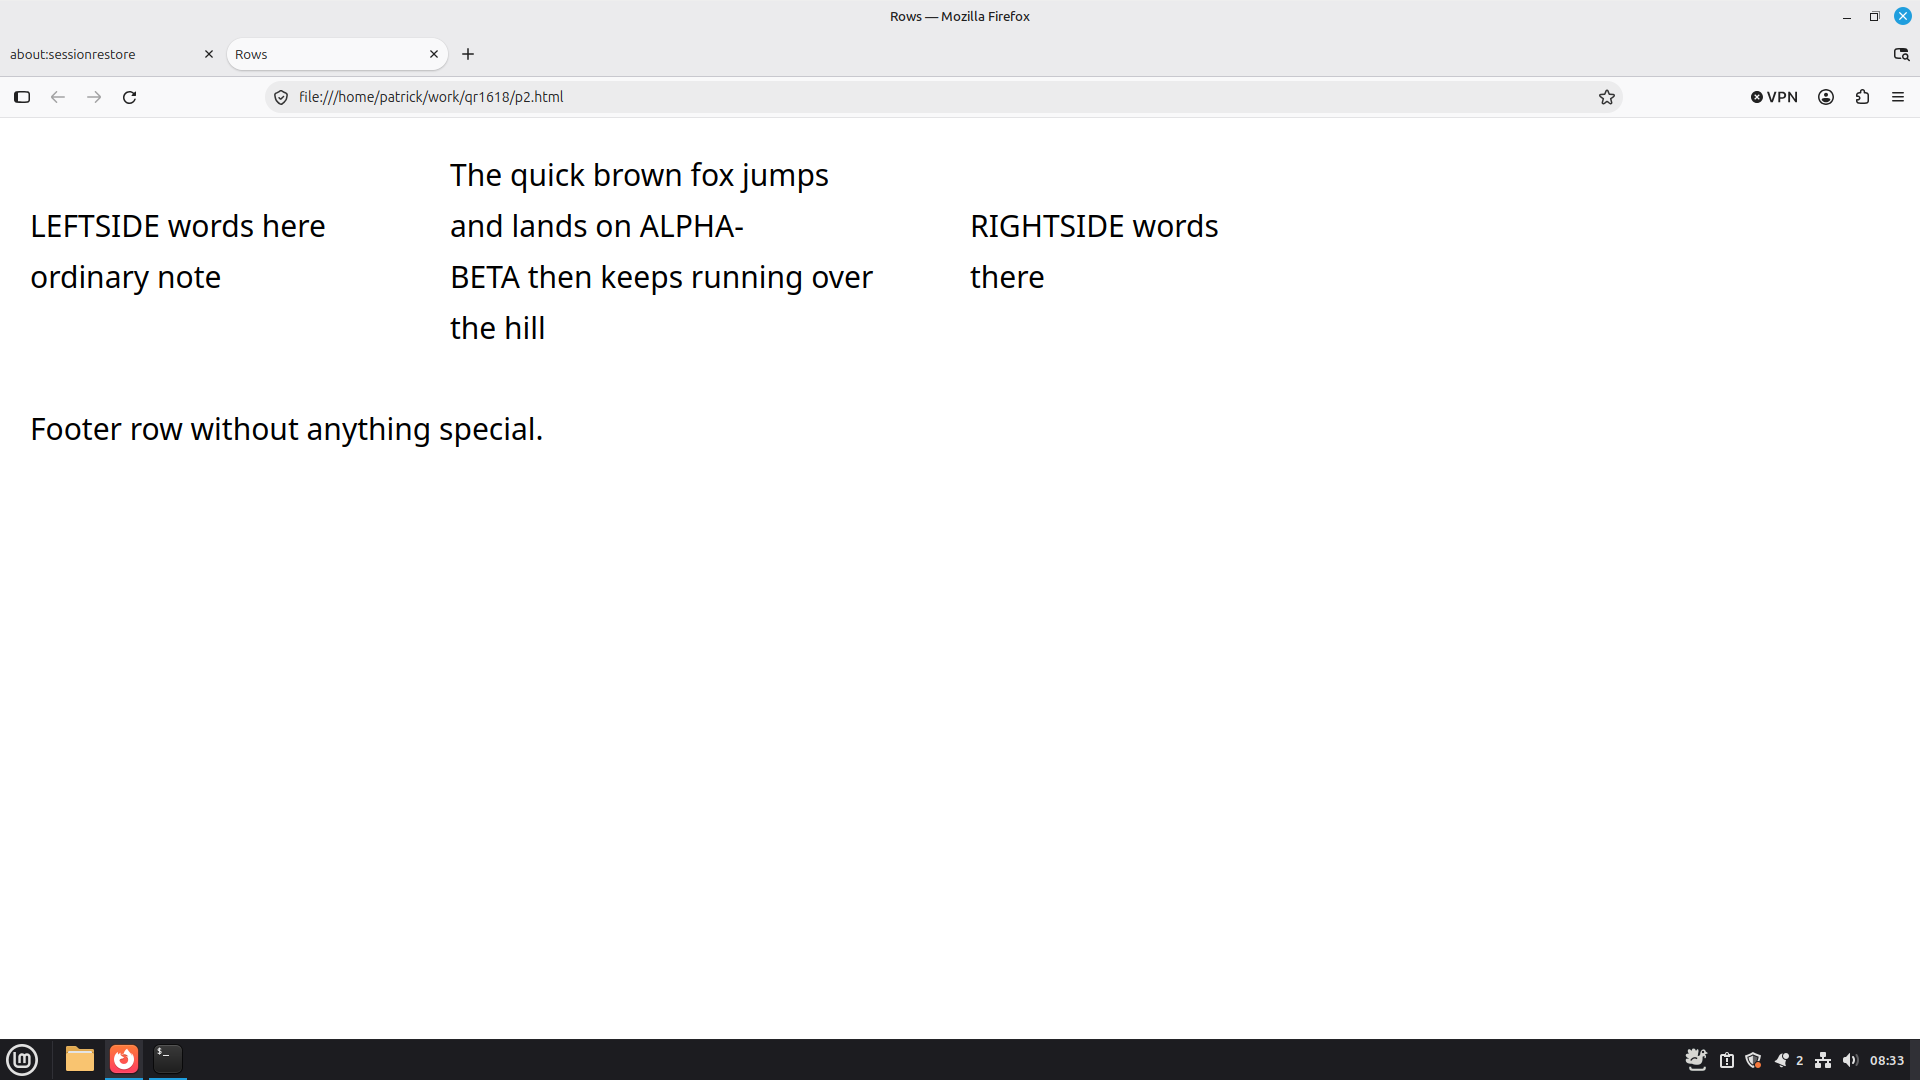 Rows — Mozilla Firefox
about:sessionrestore
Rows
file:///home/patrick/work/qr1618/p2.html
VPN
LEFTSIDE words here
ordinary note
The quick brown fox jumps
and lands on ALPHA-
BETA then keeps running over
the hill
RIGHTSIDE words
there
Footer row without anything special.
$_
2
08:33